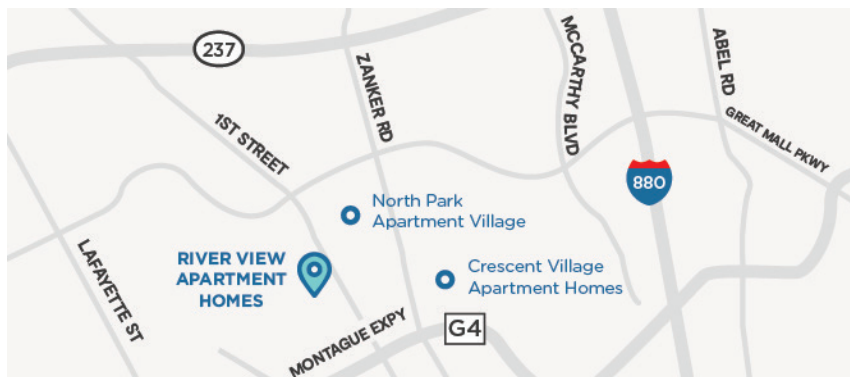 237
ZANKER RD
MCCARTHY BLVD
ABEL RD
1ST STREET
GREAT MALL PKWY
880
North Park
Apartment Village
LAFAYETTE ST
RIVER VIEW
APARTMENT
HOMES
Crescent Village
Apartment Homes
MONTAGUE EXPY
G4